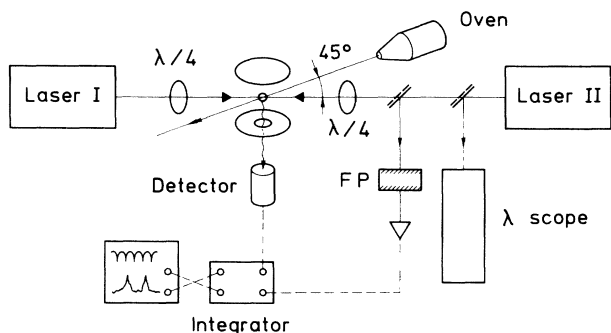 Oven
45°
λ/4
Laser I
λ/4
Laser II
Detector
FP
λ scope
Integrator